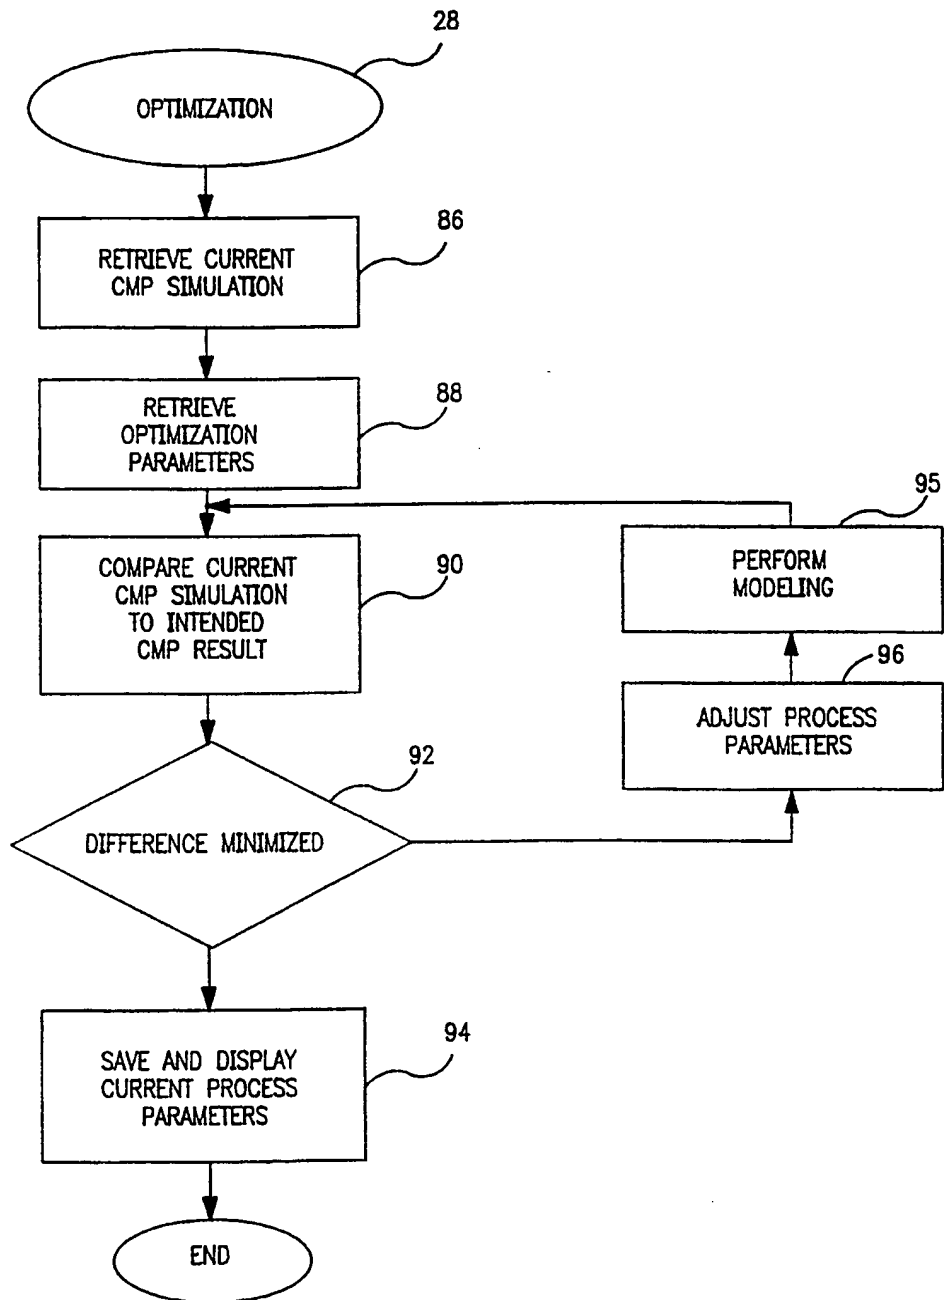 28
OPTIMIZATION
86
RETRIEVE CURRENT
CMP SIMULATION
88
RETRIEVE
OPTIMIZATION
PARAMETERS
95
PERFORM
MODELING
90
COMPARE CURRENT
CMP SIMULATION
TO INTENDED
CMP RESULT
96
ADJUST PROCESS
PARAMETERS
92
DIFFERENCE MINIMIZED
94
SAVE AND DISPLAY
CURRENT PROCESS
PARAMETERS
END